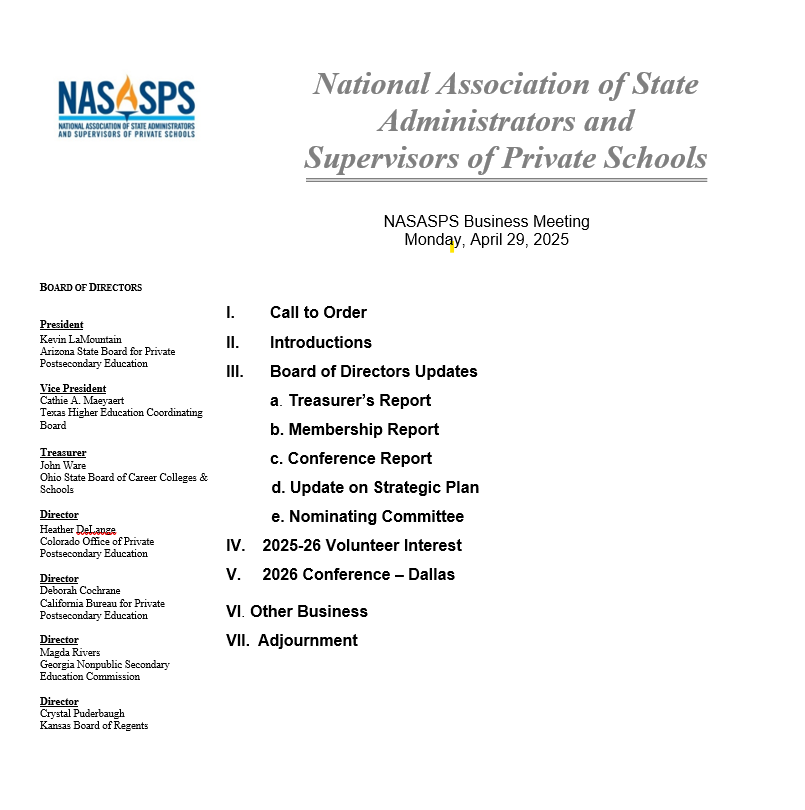 NASASPS
NATIONAL ASSOCIATION OF STATE ADMINISTRATORS
AND SUPERVISORS OF PRIVATE SCHOOLS
National Association of State
Administrators and
Supervisors of Private Schools
NASASPS Business Meeting
Monday, April 29, 2025
BOARD OF DIRECTORS
President
Kevin LaMountain
Arizona State Board for Private
Postsecondary Education
Vice President
Cathie A. Maeyaert
Texas Higher Education Coordinating
Board
Treasurer
John Ware
Ohio State Board of Career Colleges &
Schools
Director
Heather DeLange
Colorado Office of Private
Postsecondary Education
Director
Deborah Cochrane
California Bureau for Private
Postsecondary Education
Director
Magda Rivers
Georgia Nonpublic Secondary
Education Commission
Director
Crystal Puderbaugh
Kansas Board of Regents
I. Call to Order
II. Introductions
III. Board of Directors Updates
a. Treasurer’s Report
b. Membership Report
c. Conference Report
d. Update on Strategic Plan
e. Nominating Committee
IV. 2025-26 Volunteer Interest
V. 2026 Conference – Dallas
VI. Other Business
VII. Adjournment